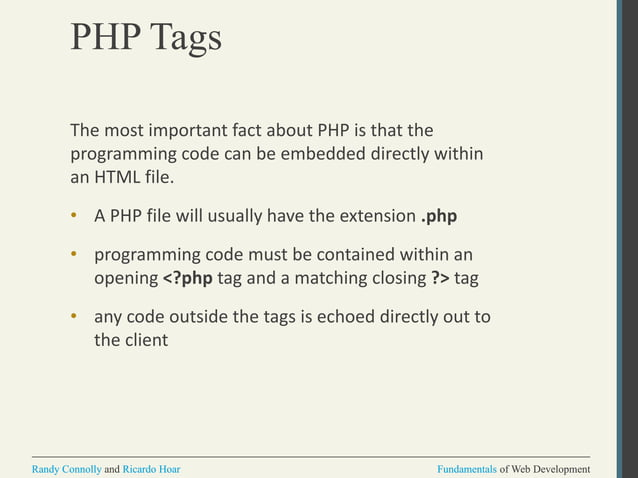 PHP Tags
The most important fact about PHP is that the
programming code can be embedded directly within
an HTML file.
• A PHP file will usually have the extension .php
• programming code must be contained within an
opening <?php tag and a matching closing ?> tag
• any code outside the tags is echoed directly out to
the client
Randy Connolly and Ricardo Hoar Fundamentals of Web Development